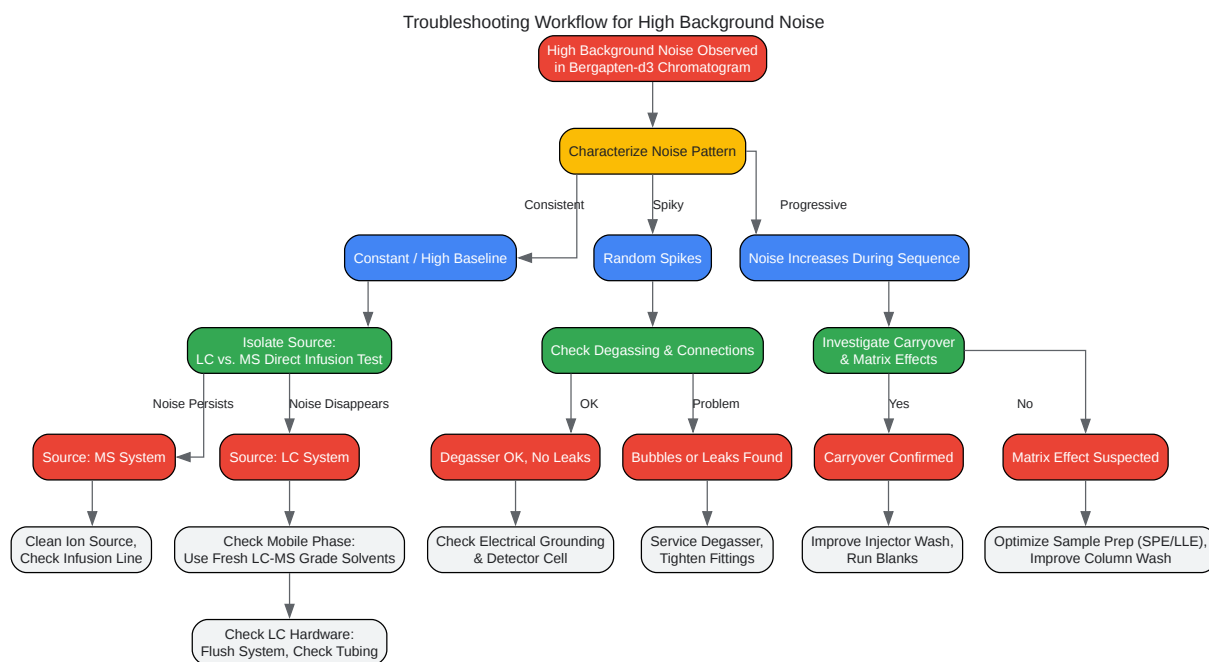 Troubleshooting Workflow for High Background Noise
High Background Noise Observed
in Bergapten-d3 Chromatogram
Characterize Noise Pattern
Consistent
Spiky
Progressive
Constant / High Baseline
Random Spikes
Noise Increases During Sequence
Isolate Source:
LC vs. MS Direct Infusion Test
Check Degassing & Connections
Investigate Carryover
& Matrix Effects
Noise Persists
Noise Disappears
OK
Problem
Yes
No
Source: MS System
Source: LC System
Degasser OK, No Leaks
Bubbles or Leaks Found
Carryover Confirmed
Matrix Effect Suspected
Clean Ion Source,
Check Infusion Line
Check Mobile Phase:
Use Fresh LC-MS Grade Solvents
Check Electrical Grounding
& Detector Cell
Service Degasser,
Tighten Fittings
Improve Injector Wash,
Run Blanks
Optimize Sample Prep (SPE/LLE),
Improve Column Wash
Check LC Hardware:
Flush System, Check Tubing